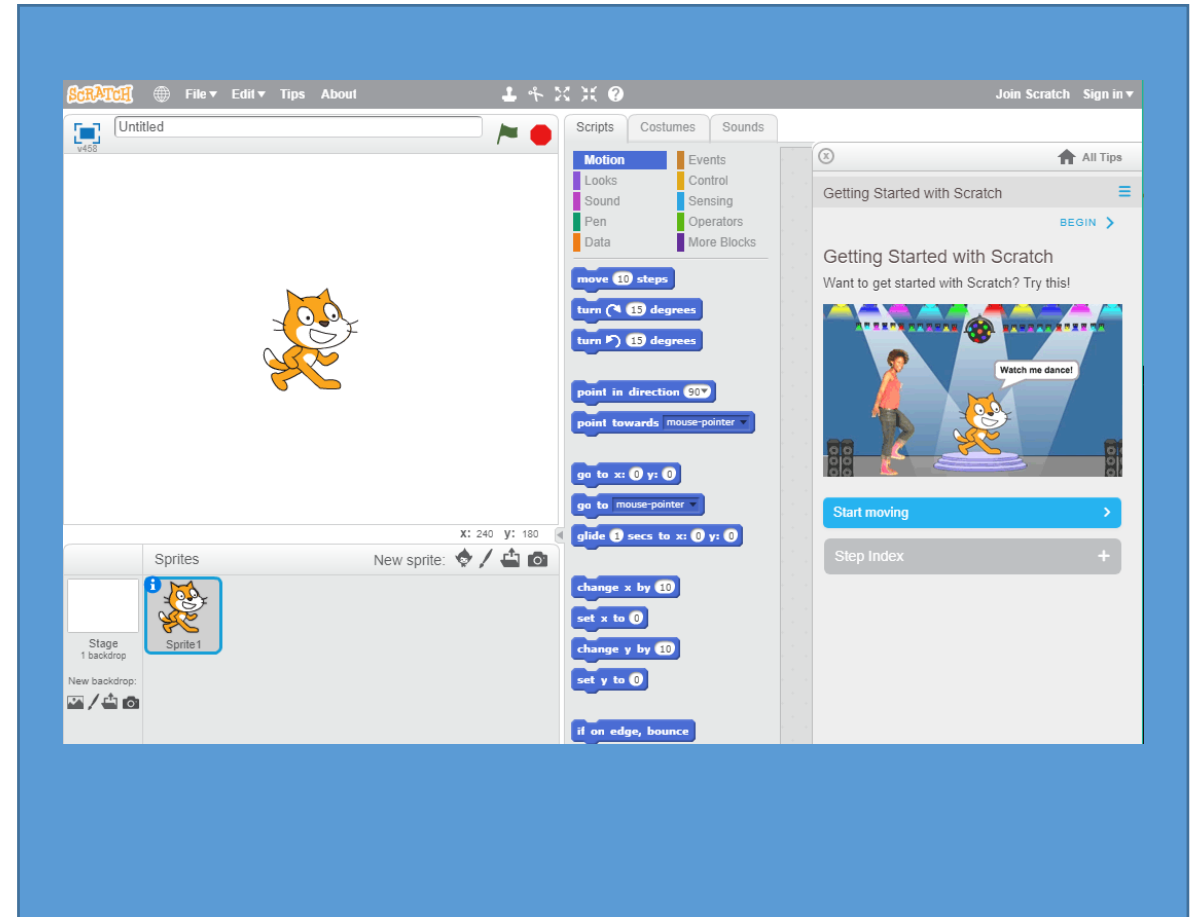 SCRATCH File Edit Tips About Join Scratch Sign in
v458
Untitled
Scripts Costumes Sounds
Motion Events
Looks Control
Sound Sensing
Pen Operators
Data More Blocks
move 10 steps
turn 15 degrees
turn 15 degrees
point in direction 90
point towards mouse-pointer
go to x: 0 y: 0
go to mouse-pointer
glide 1 secs to x: 0 y: 0
change x by 10
set x to 0
change y by 10
set y to 0
if on edge, bounce
X: 240 Y: 180
Sprites New sprite:
Stage
1 backdrop
New backdrop:
Sprite1
All Tips
Getting Started with Scratch
BEGIN
Getting Started with Scratch
Want to get started with Scratch? Try this!
Watch me dance!
Start moving
Step Index